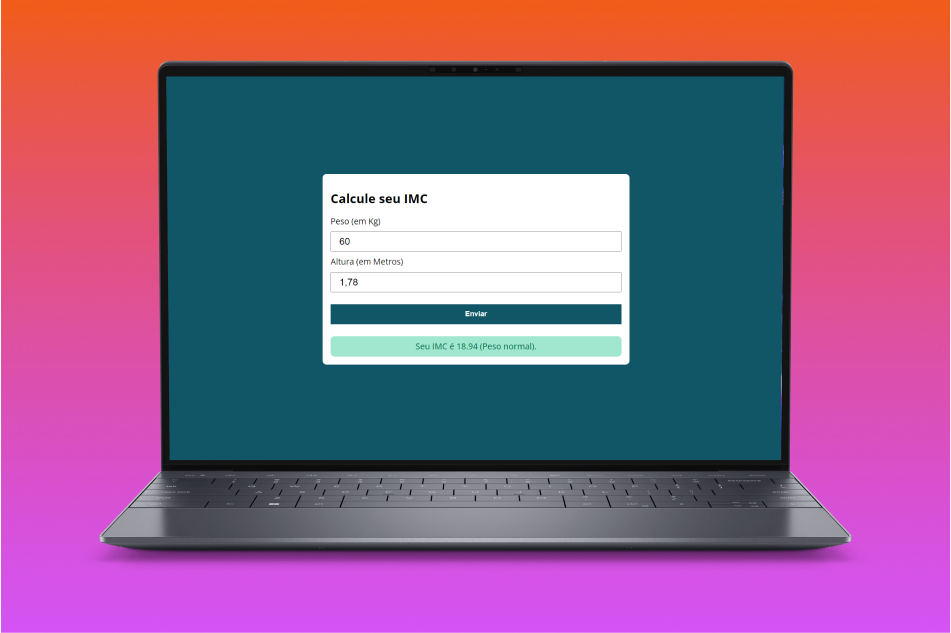 Calcule seu IMC
Peso (em Kg)
60
Altura (em Metros)
1,78
Enviar
Seu IMC é 18.94 (Peso normal).